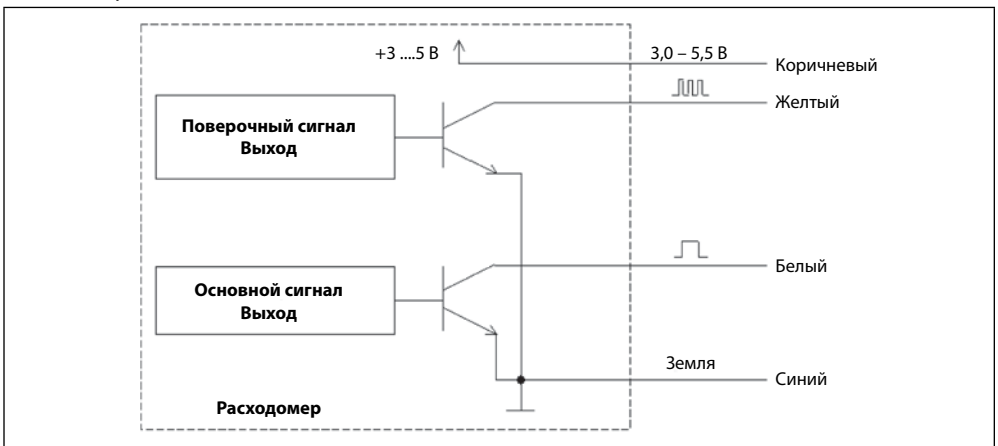 +3 ....5 В
3,0 – 5,5 В
Коричневый
Желтый
Поверочный сигнал
Выход
Белый
Основной сигнал
Выход
Земля
Синий
Расходомер